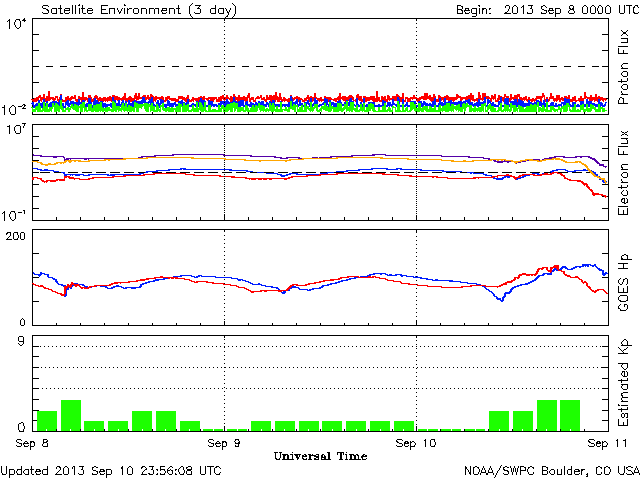 Satellite Environment (3 day) Begin: 2013 Sep 8 0000 UTC
10⁴
10⁻²
Proton Flux
10⁷
10⁻¹
Electron Flux
200
0
GOES Hp
9
0
Estimated Kp
Sep 8 Sep 9 Sep 10 Sep 11
Universal Time
Updated 2013 Sep 10 23:56:08 UTC NOAA/SWPC Boulder, CO USA